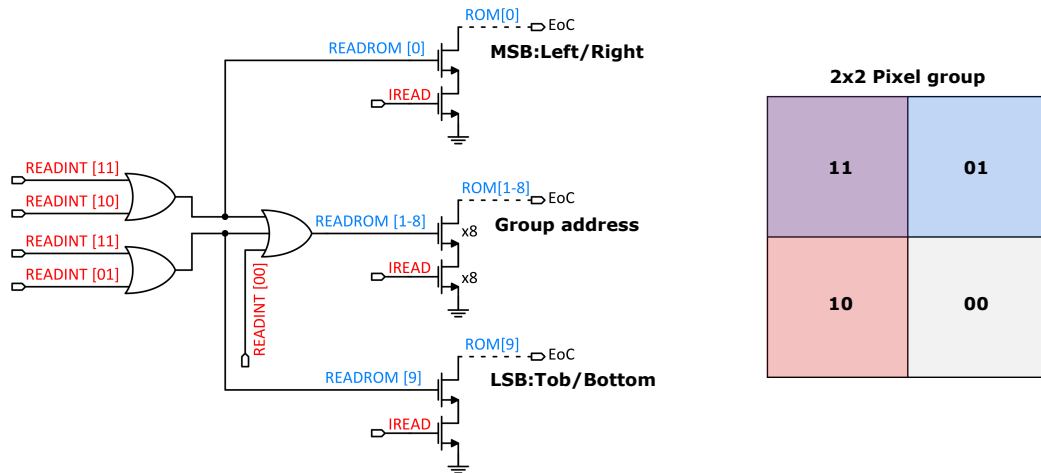 ROM[0]
EoC
READROM [0]
MSB:Left/Right
IREAD
2x2 Pixel group
READINT [11]
READINT [10]
READINT [11]
READINT [01]
READINT [00]
ROM[1-8]
EoC
READROM [1-8]
x8
Group address
IREAD
x8
ROM[9]
EoC
READROM [9]
LSB:Tob/Bottom
IREAD
11
01
10
00